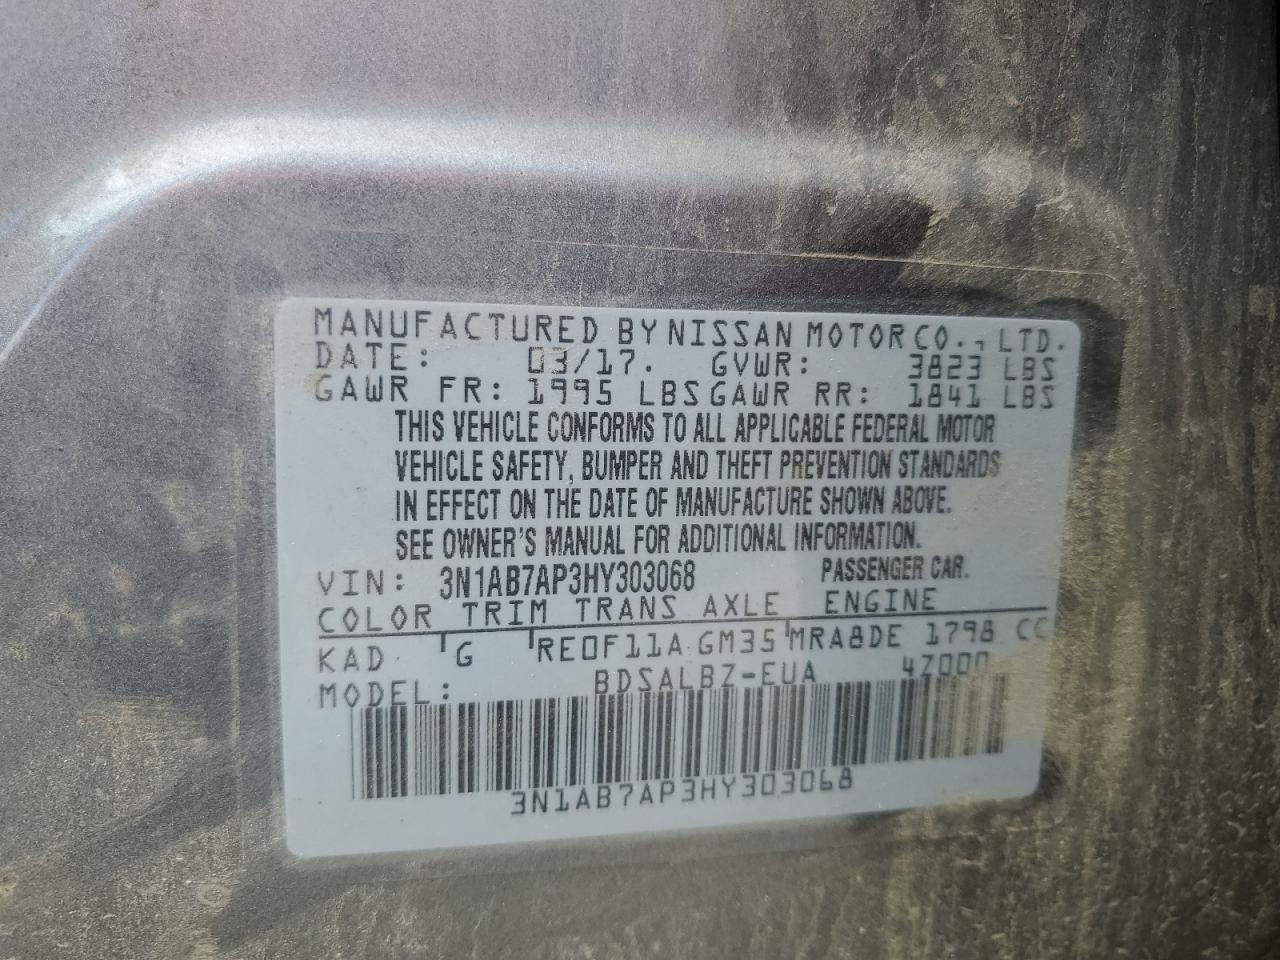 MANUFACTURED BY NISSAN MOTOR CO., LTD.
DATE: 03/17. GVWR: 3823 LBS
GAWR FR: 1995 LBS GAWR RR: 1841 LBS
THIS VEHICLE CONFORMS TO ALL APPLICABLE FEDERAL MOTOR
VEHICLE SAFETY, BUMPER AND THEFT PREVENTION STANDARDS
IN EFFECT ON THE DATE OF MANUFACTURE SHOWN ABOVE.
SEE OWNER'S MANUAL FOR ADDITIONAL INFORMATION.
VIN: 3N1AB7AP3HY303068 PASSENGER CAR.
COLOR TRIM TRANS AXLE ENGINE
KAD G RE0F11A GM35 MRA8DE 1798 CC
MODEL: BDSALBZ-EUA 4Z000
3N1AB7AP3HY303068